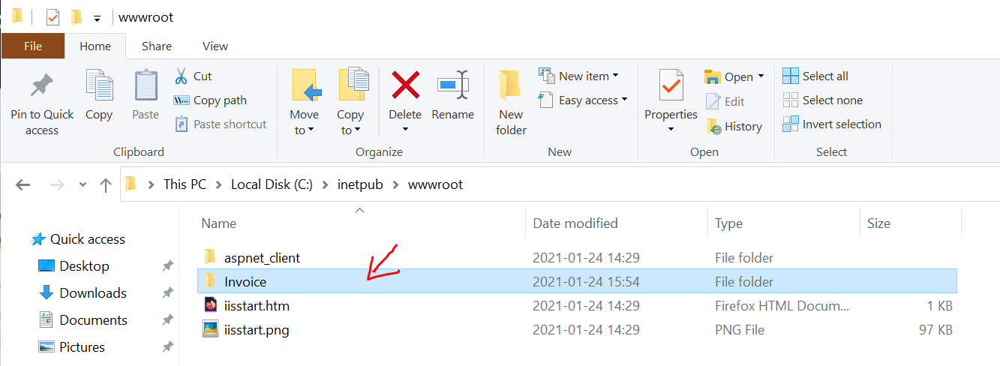 wwwroot
File Home Share View
Pin to Quick access
Copy
Paste
Cut
Copy path
Paste shortcut
Clipboard
Move to
Copy to
Delete
Rename
Organize
New folder
New item
Easy access
New
Properties
Open
Edit
History
Open
Select all
Select none
Invert selection
Select
This PC Local Disk (C:) inetpub wwwroot
Name Date modified Type Size
Quick access
Desktop
Downloads
Documents
Pictures
aspnet_client 2021-01-24 14:29 File folder
Invoice 2021-01-24 15:54 File folder
iisstart.htm 2021-01-24 14:29 Firefox HTML Docum... 1 KB
iisstart.png 2021-01-24 14:29 PNG File 97 KB